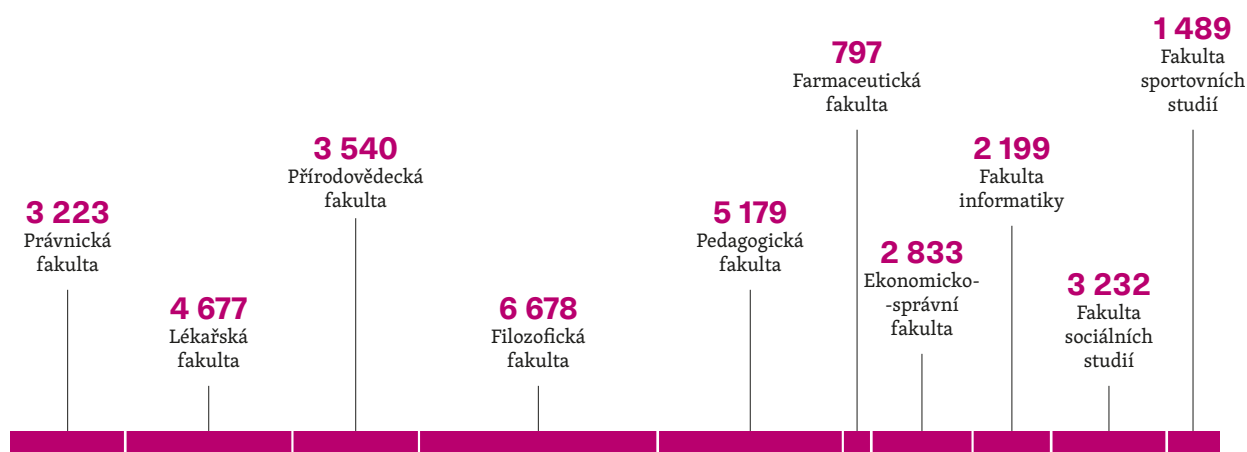 3 223
Právnická
fakulta
4 677
Lékařská
fakulta
3 540
Přírodovědecká
fakulta
6 678
Filozofická
fakulta
5 179
Pedagogická
fakulta
797
Farmaceutická
fakulta
2 833
Ekonomicko-
-správní
fakulta
2 199
Fakulta
informatiky
3 232
Fakulta
sociálních
studií
1 489
Fakulta
sportovních
studií